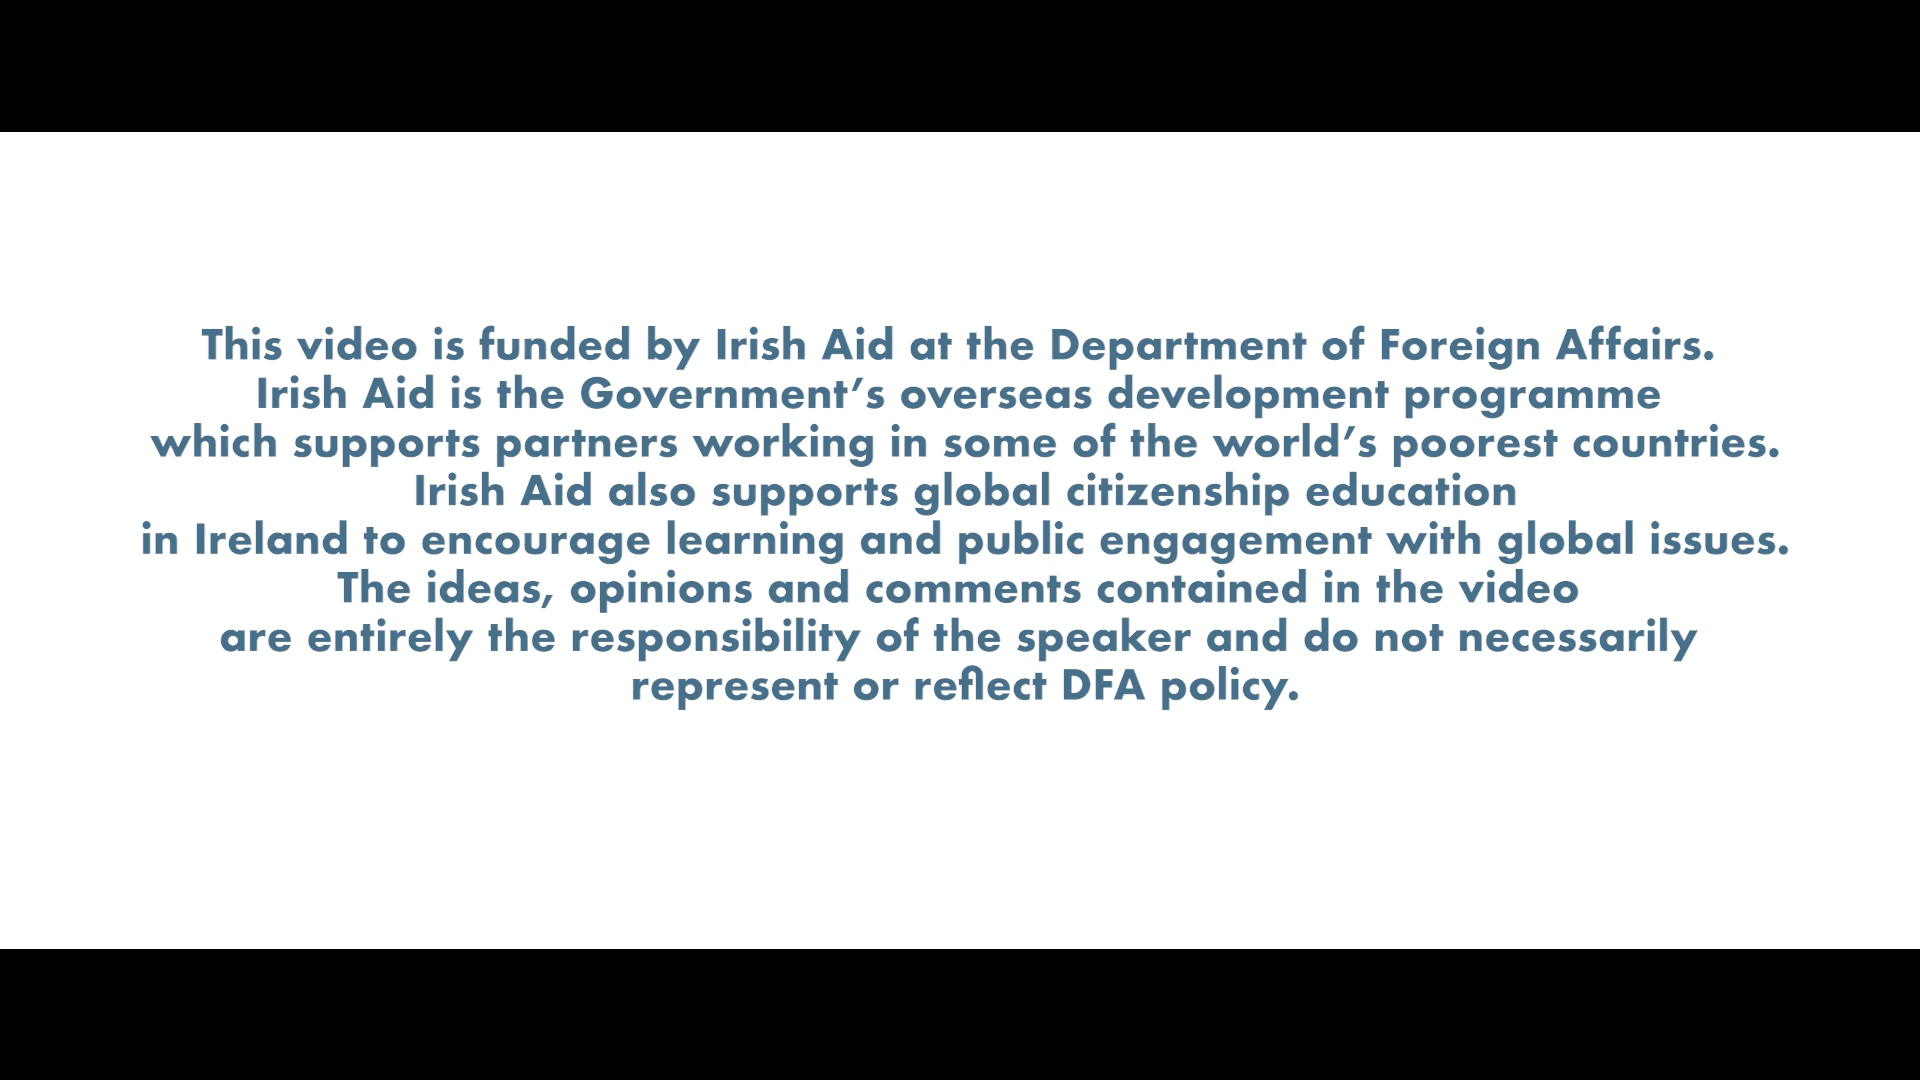 This video is funded by Irish Aid at the Department of Foreign Affairs.
Irish Aid is the Government’s overseas development programme
which supports partners working in some of the world’s poorest countries.
Irish Aid also supports global citizenship education
in Ireland to encourage learning and public engagement with global issues.
The ideas, opinions and comments contained in the video
are entirely the responsibility of the speaker and do not necessarily
represent or reflect DFA policy.